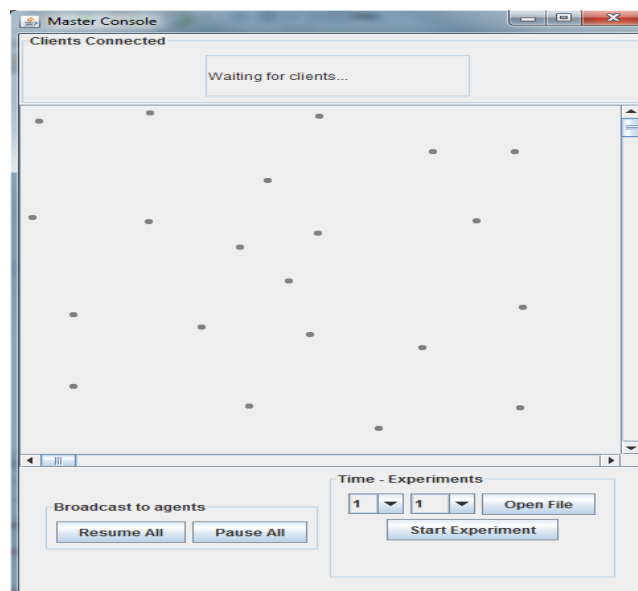 Master Console
Clients Connected
Waiting for clients...
Time - Experiments
1 1 Open File
Broadcast to agents
Resume All Pause All
Start Experiment